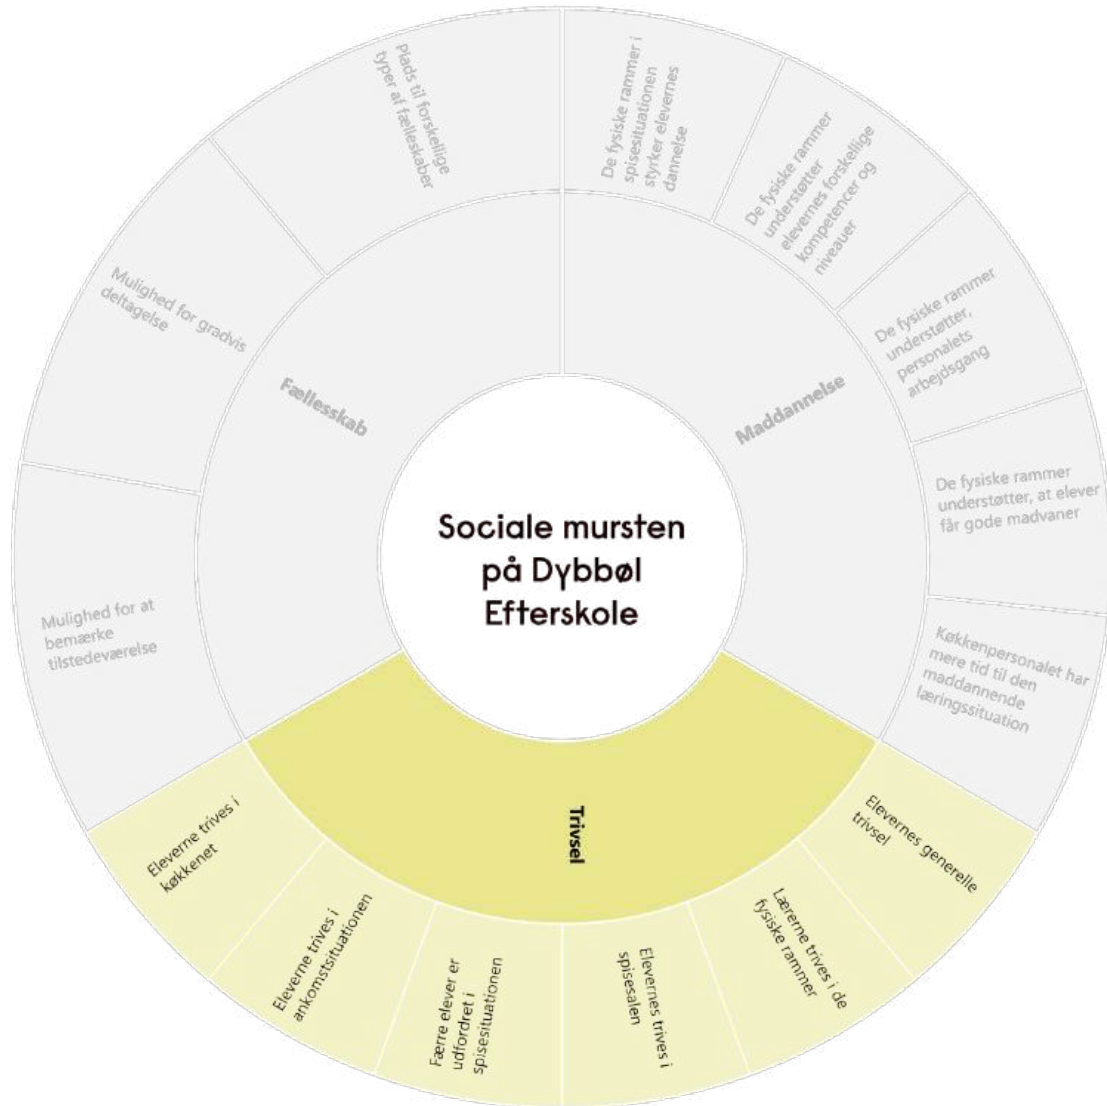 Sociale mursten
på Dybbøl
Efterskole
Maddannelse
De fysiske rammer i
spisesituationen
styrker elevernes
dannelse
De fysiske rammer
understøtter
elevernes forskellige
kompetencer og
niveauer
De fysiske rammer
understøtter,
personalets
arbejdsgang
De fysiske rammer
understøtter, at elever
får gode madvaner
Køkkenpersonalet har
mere tid til den
maddannende
læringssituation
Trivsel
Elevernes generelle
trivsel
Lærerne trives i de
fysiske rammer
Elevernes trives i
spisesalen
Færre elever er
udfordret i
spisesituationen
Eleverne trives i
ankomstsituationen
Eleverne trives i
køkkenet
Fællesskab
Mulighed for at
bemærke
tilstedeværelse
Mulighed for gradvis
deltagelse
Plads til forskellige
typer af fælleskaber